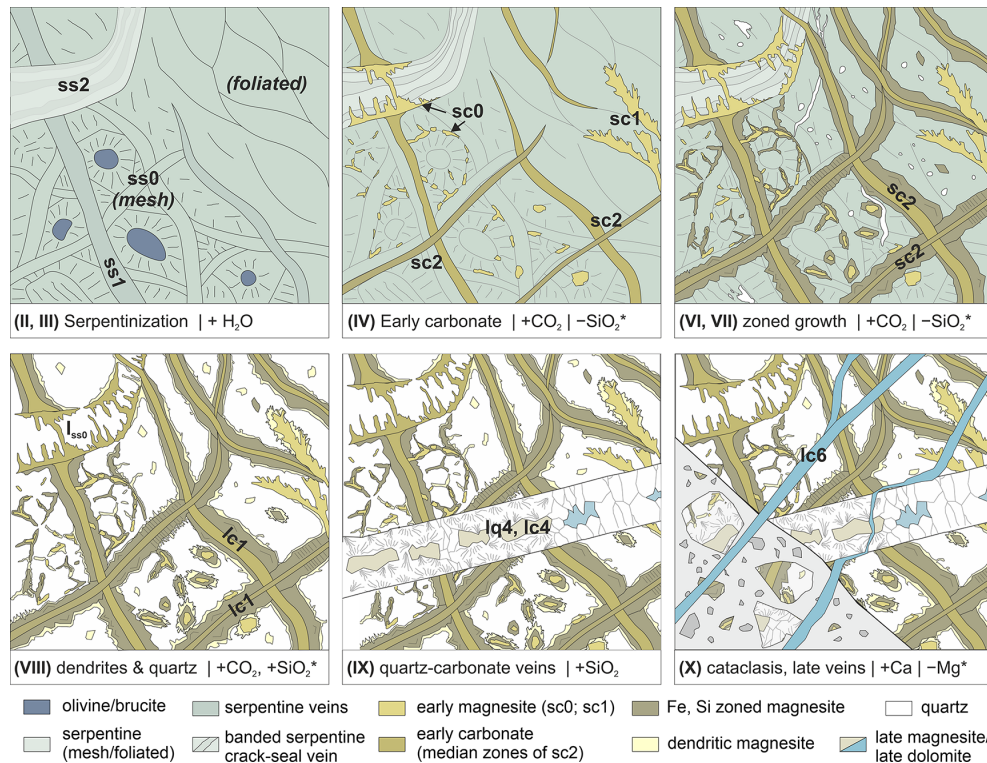 ss2
(foliated)
ss0
(mesh)
ss1
(II, III) Serpentinization | + H₂O
sc0
sc1
sc2
sc2
(IV) Early carbonate | +CO₂ | −SiO₂*
sc2
sc2
(VI, VII) zoned growth | +CO₂ | −SiO₂*
lss0
lc1
lc1
(VIII) dendrites & quartz | +CO₂, +SiO₂*
lq4, lc4
(IX) quartz-carbonate veins | +SiO₂
lc6
(X) cataclasis, late veins | +Ca | −Mg*
olivine/brucite
serpentine veins
early magnesite (sc0; sc1)
Fe, Si zoned magnesite
quartz
serpentine
(mesh/foliated)
banded serpentine
crack-seal vein
early carbonate
(median zones of sc2)
dendritic magnesite
late magnesite/
late dolomite